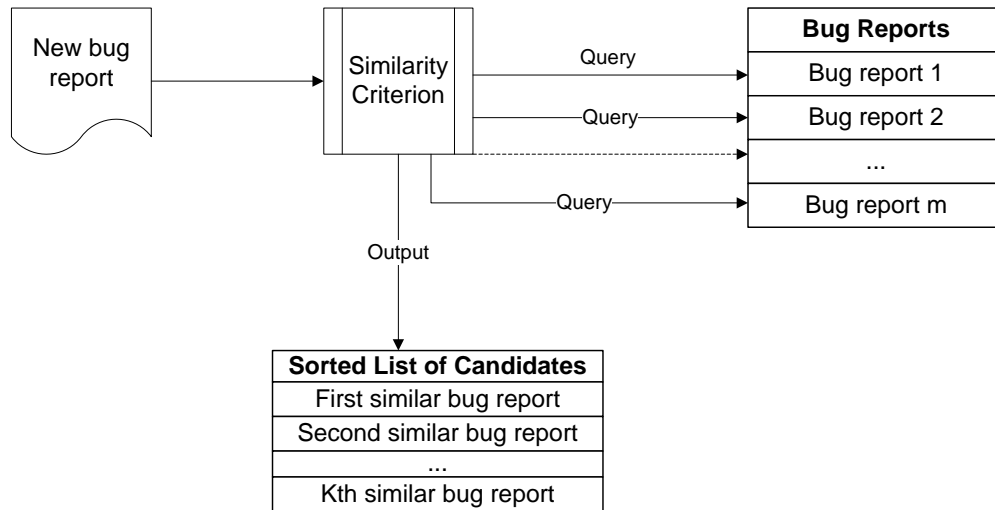 New bug
report
Similarity
Criterion
Query
Query
Query
Output
Bug Reports
Bug report 1
Bug report 2
...
Bug report m
Sorted List of Candidates
First similar bug report
Second similar bug report
...
Kth similar bug report